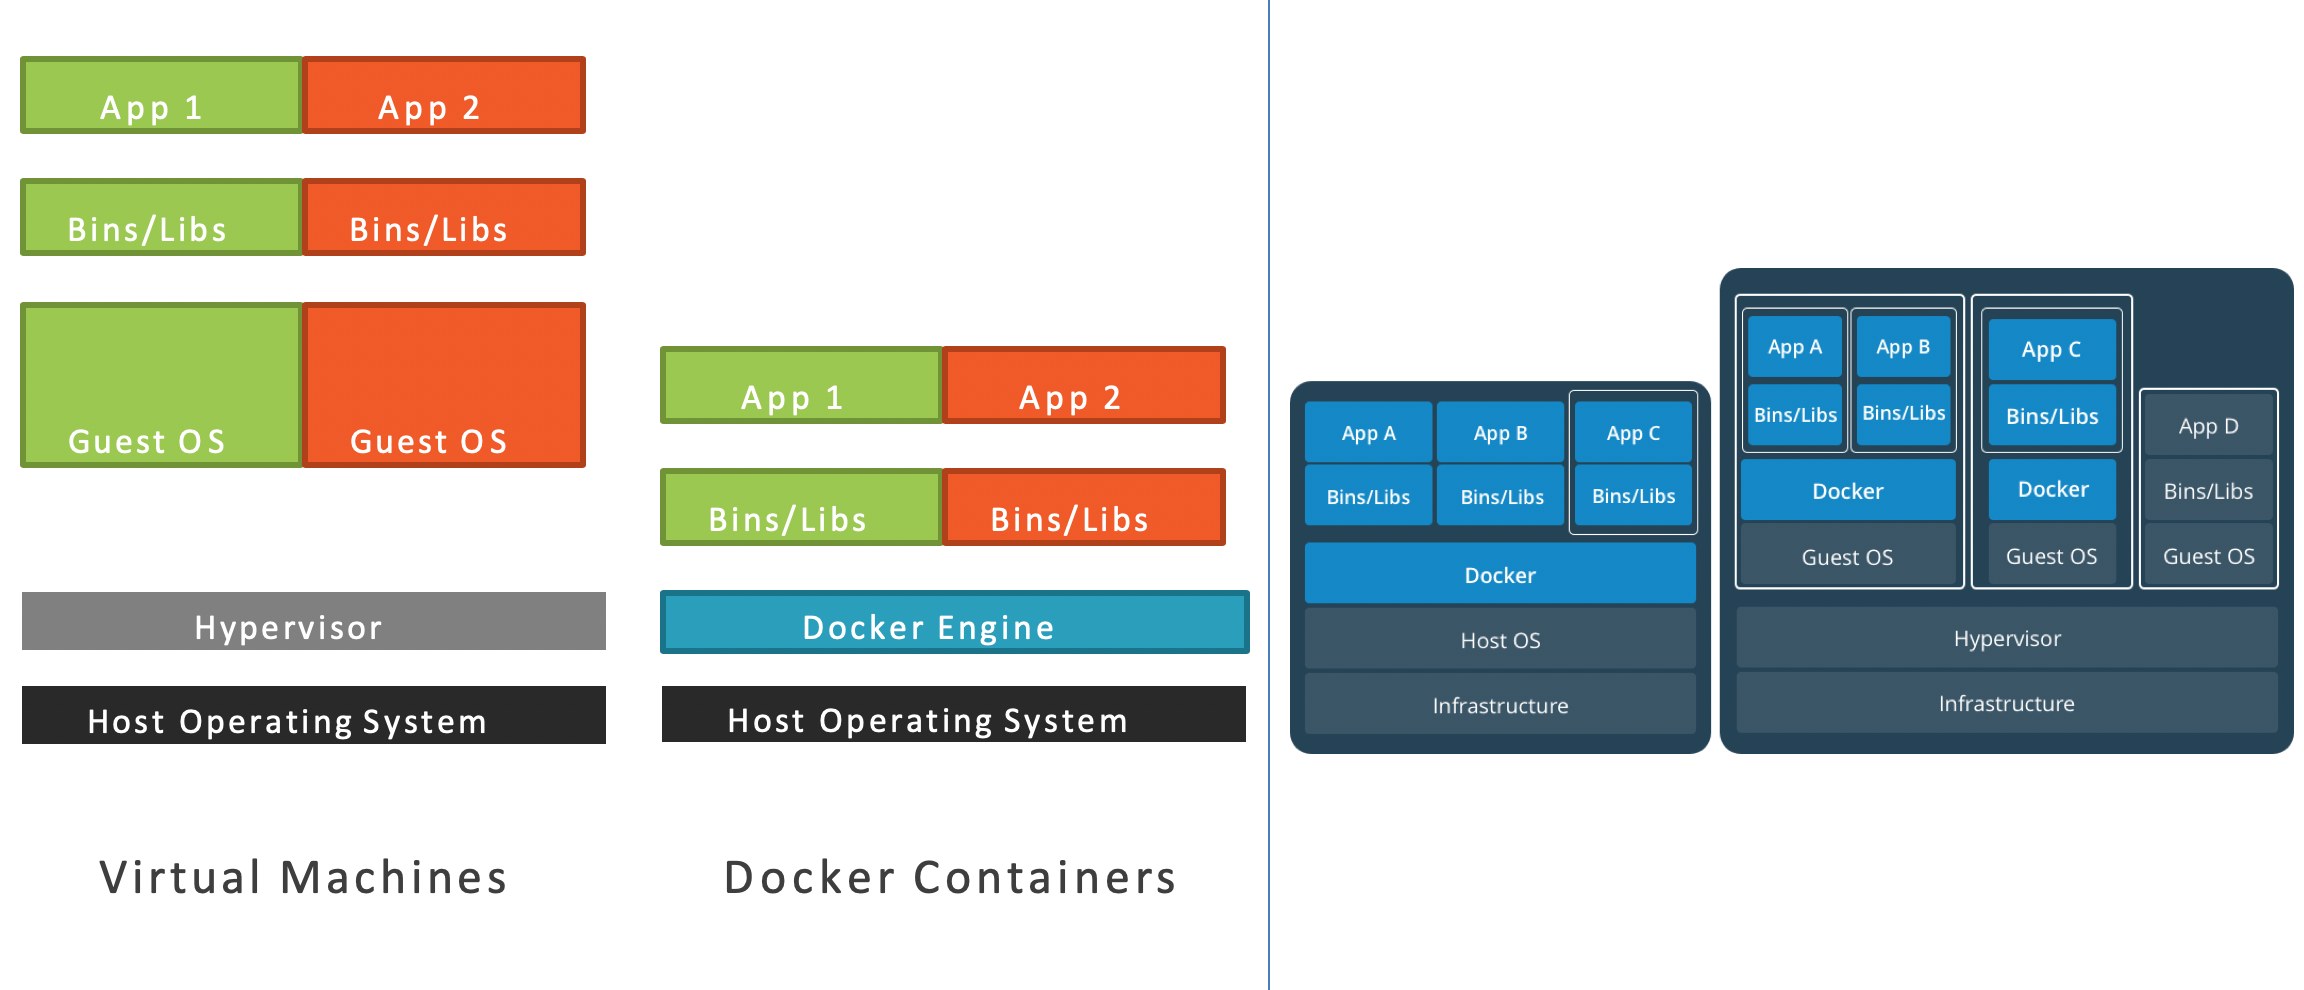 App 1
App 2
Bins/Libs
Bins/Libs
Guest OS
Guest OS
Hypervisor
Host Operating System
Virtual Machines
App 1
App 2
Bins/Libs
Bins/Libs
Docker Engine
Host Operating System
Docker Containers
App A
App B
App C
Bins/Libs
Bins/Libs
Bins/Libs
Docker
Host OS
Infrastructure
App A
App B
App C
Bins/Libs
Bins/Libs
Bins/Libs
App D
Docker
Docker
Bins/Libs
Guest OS
Guest OS
Guest OS
Hypervisor
Infrastructure